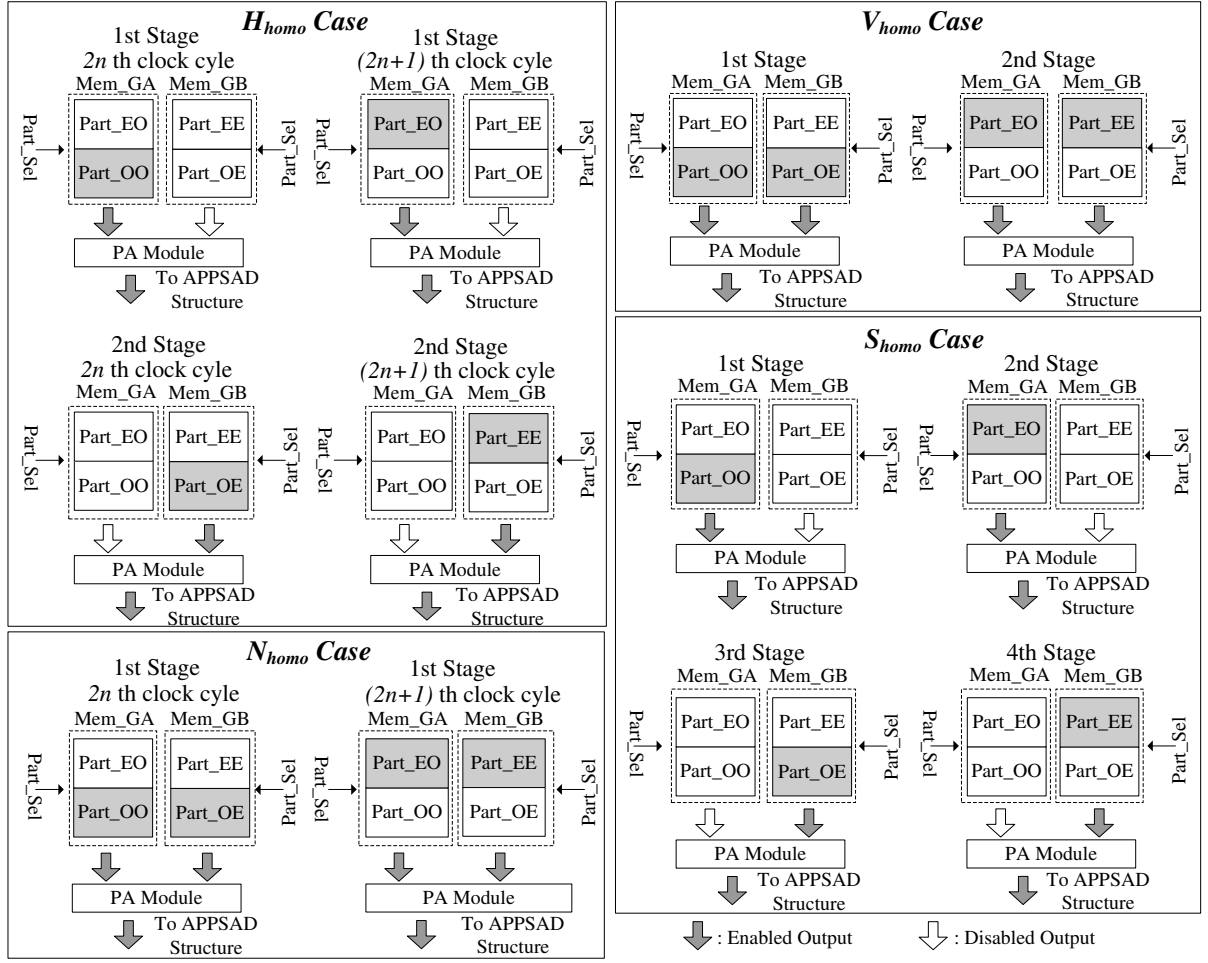 H_homo Case
1st Stage
2n th clock cyle
Mem_GA Mem_GB
Part_Sel
Part_EO
Part_OO
Part_EE
Part_OE
Part_Sel
PA Module
To APPSAD
Structure
1st Stage
(2n+1) th clock cyle
Mem_GA Mem_GB
Part_Sel
Part_EO
Part_OO
Part_EE
Part_OE
Part_Sel
PA Module
To APPSAD
Structure
2nd Stage
2n th clock cyle
Mem_GA Mem_GB
Part_Sel
Part_EO
Part_OO
Part_EE
Part_OE
Part_Sel
PA Module
To APPSAD
Structure
2nd Stage
(2n+1) th clock cyle
Mem_GA Mem_GB
Part_Sel
Part_EO
Part_OO
Part_EE
Part_OE
Part_Sel
PA Module
To APPSAD
Structure
N_homo Case
1st Stage
2n th clock cyle
Mem_GA Mem_GB
Part_Sel
Part_EO
Part_OO
Part_EE
Part_OE
Part_Sel
PA Module
To APPSAD
Structure
1st Stage
(2n+1) th clock cyle
Mem_GA Mem_GB
Part_Sel
Part_EO
Part_OO
Part_EE
Part_OE
Part_Sel
PA Module
To APPSAD
Structure
V_homo Case
1st Stage
Mem_GA Mem_GB
Part_Sel
Part_EO
Part_OO
Part_EE
Part_OE
Part_Sel
PA Module
To APPSAD
Structure
2nd Stage
Mem_GA Mem_GB
Part_Sel
Part_EO
Part_OO
Part_EE
Part_OE
Part_Sel
PA Module
To APPSAD
Structure
S_homo Case
1st Stage
Mem_GA Mem_GB
Part_Sel
Part_EO
Part_OO
Part_EE
Part_OE
Part_Sel
PA Module
To APPSAD
Structure
2nd Stage
Mem_GA Mem_GB
Part_Sel
Part_EO
Part_OO
Part_EE
Part_OE
Part_Sel
PA Module
To APPSAD
Structure
3rd Stage
Mem_GA Mem_GB
Part_Sel
Part_EO
Part_OO
Part_EE
Part_OE
Part_Sel
PA Module
To APPSAD
Structure
4th Stage
Mem_GA Mem_GB
Part_Sel
Part_EO
Part_OO
Part_EE
Part_OE
Part_Sel
PA Module
To APPSAD
Structure
: Enabled Output
: Disabled Output